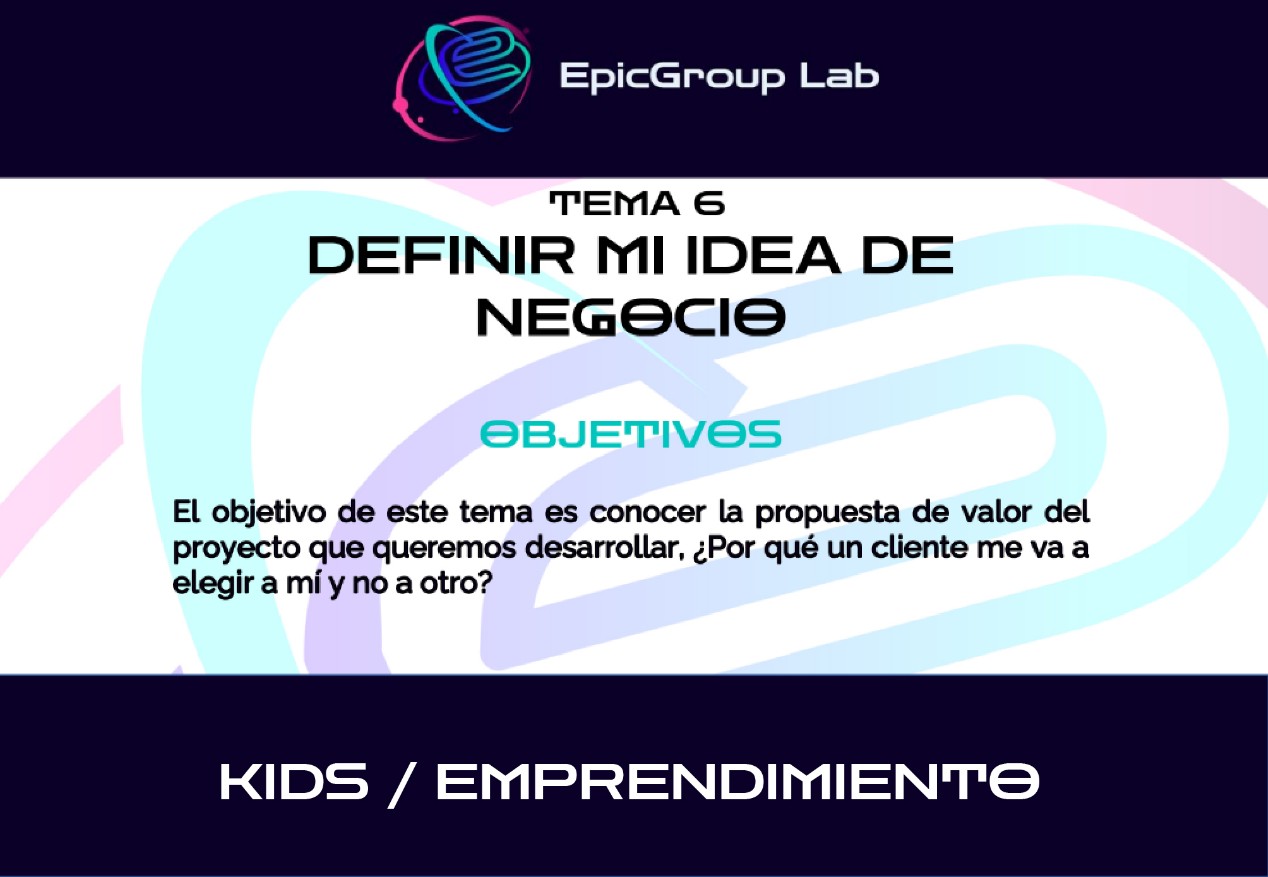 EpicGroup Lab
TEMA 6
DEFINIR MI IDEA DE
NEGOCIO
OBJETIVOS
El objetivo de este tema es conocer la propuesta de valor del
proyecto que queremos desarrollar, ¿Por qué un cliente me va a
elegir a mí y no a otro?
KIDS / EMPRENDIMIENTO